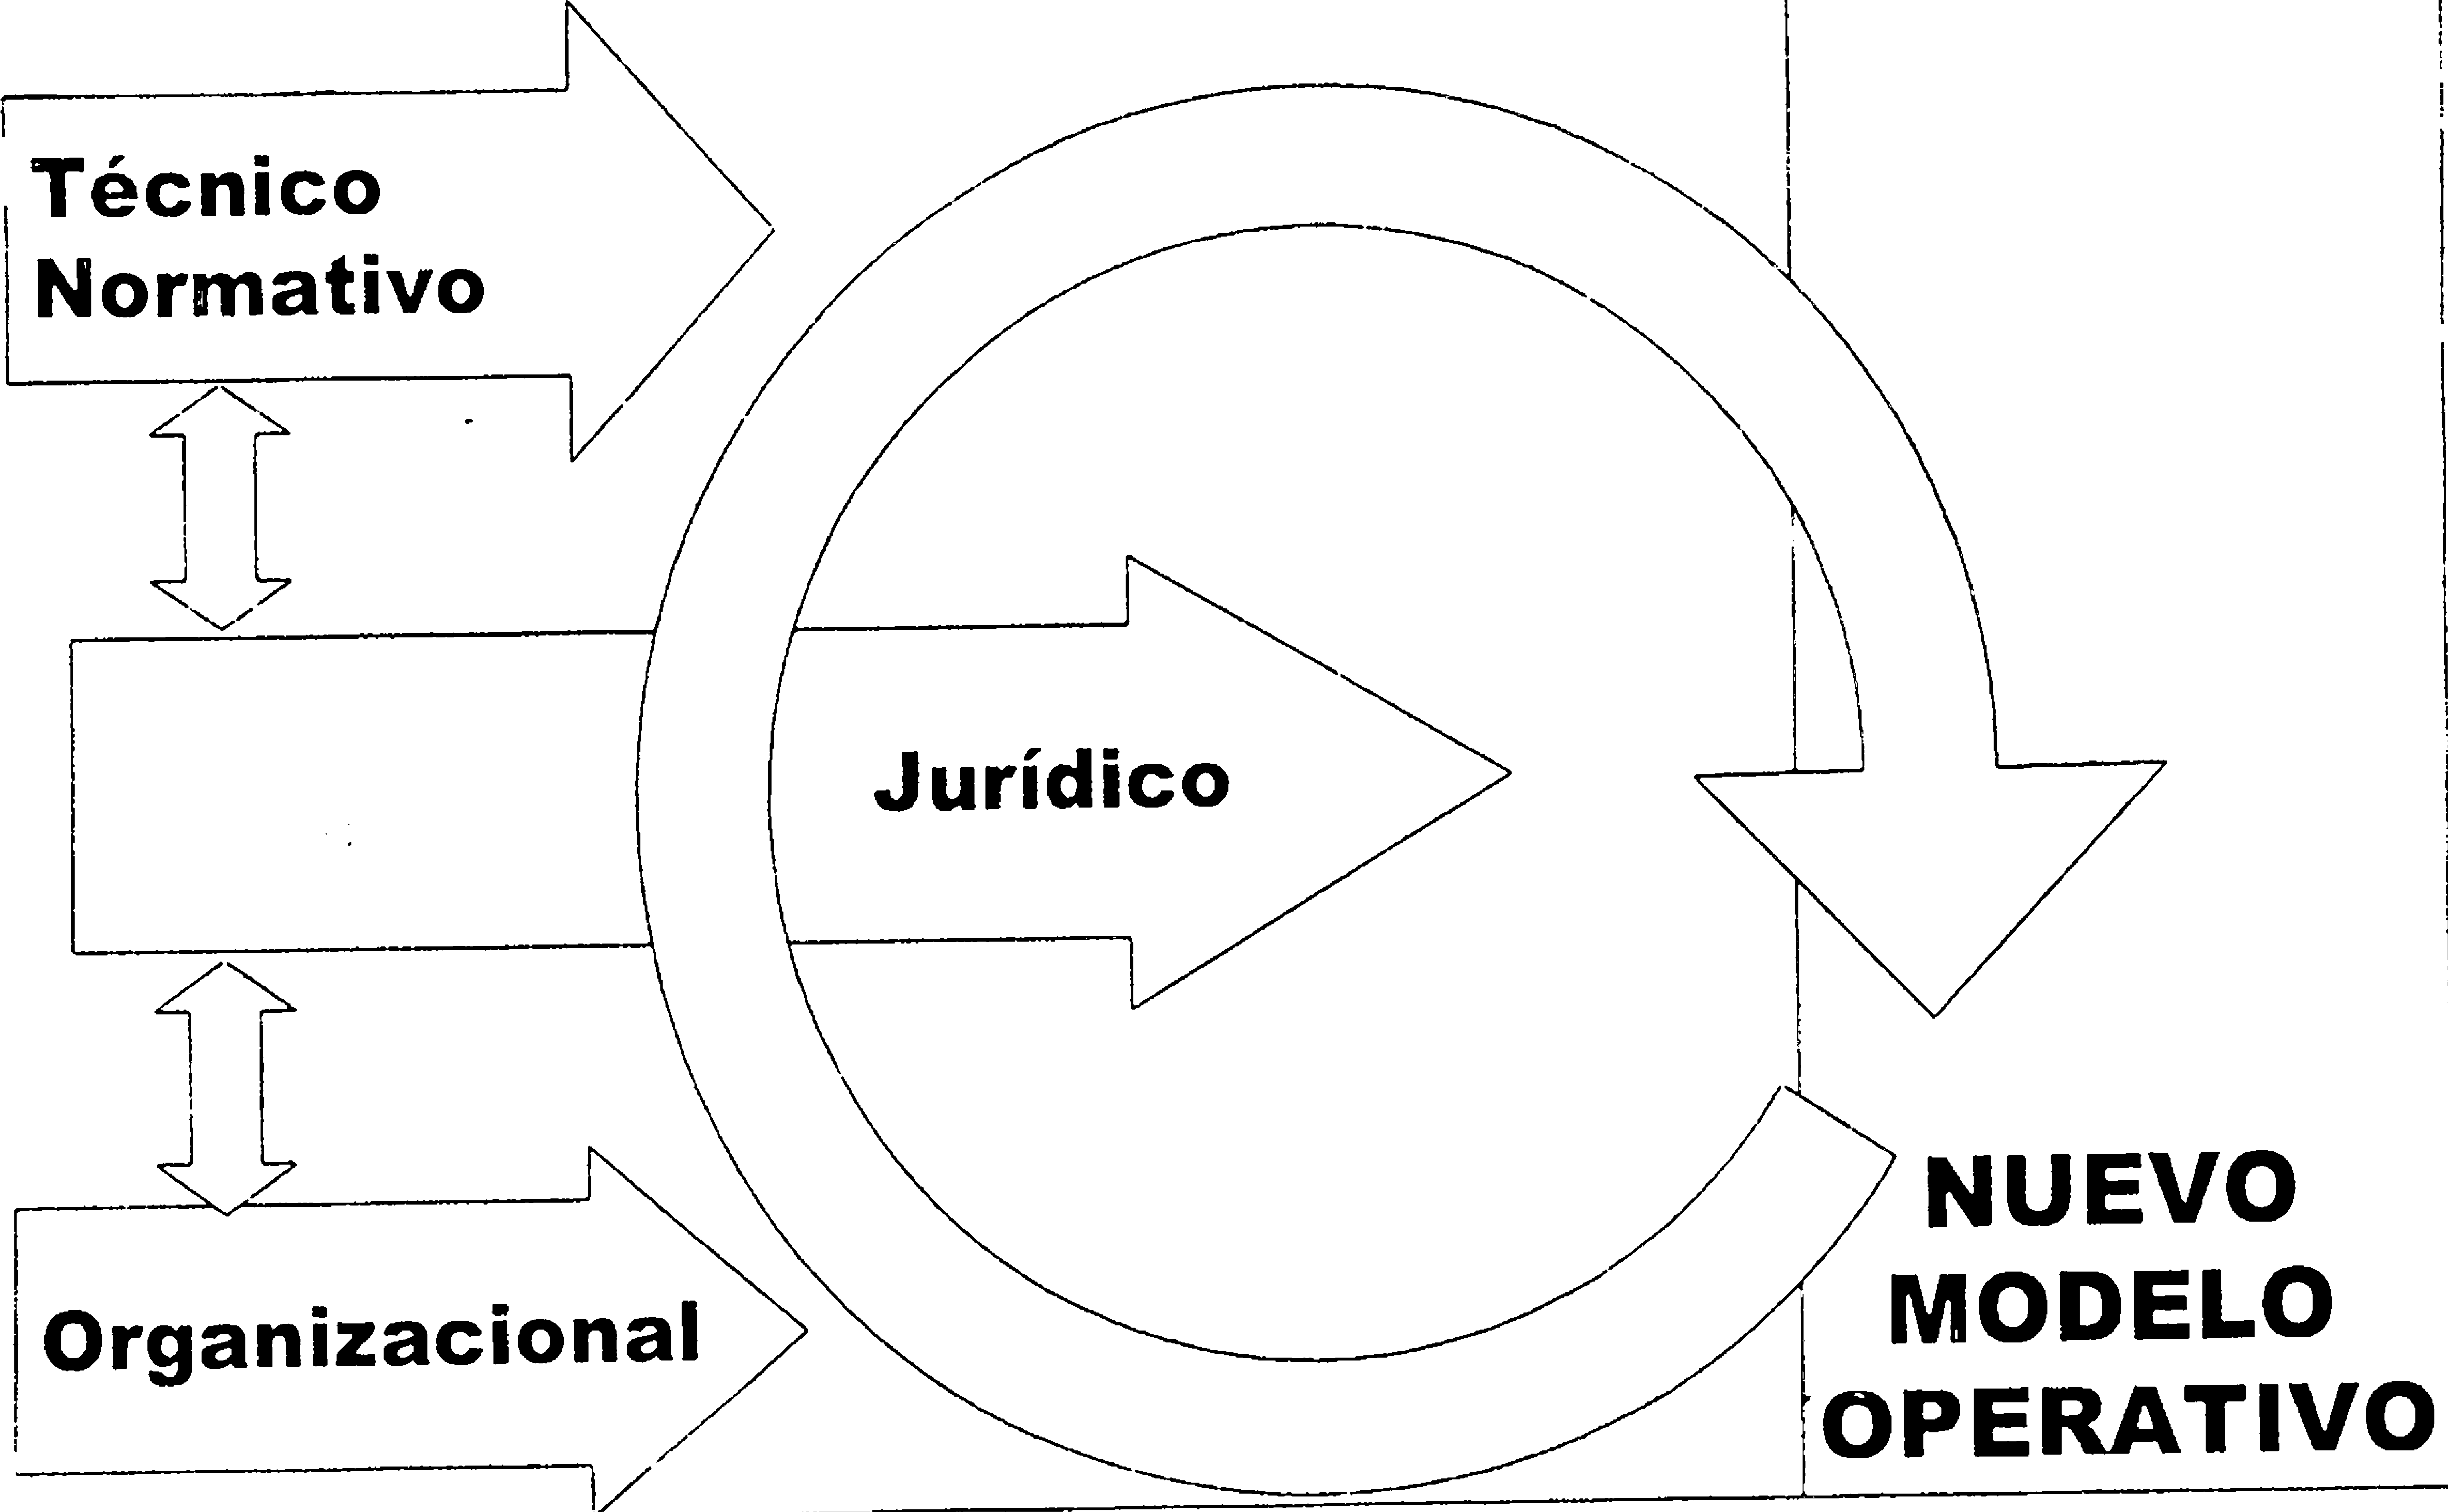 Técnico
Normativo
Jurídico
Organizacional
NUEVO
MODELO
OPERATIVO